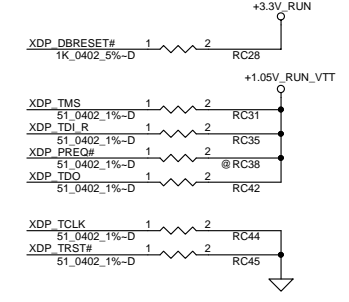 +3.3V_RUN
XDP_DBRESET# 1 2
1K_0402_5%~D RC28
+1.05V_RUN_VTT
XDP_TMS 1 2
51_0402_1%~D RC31
XDP_TDI_R 1 2
51_0402_1%~D RC35
XDP_PREQ# 1 2
51_0402_1%~D @RC38
XDP_TDO 1 2
51_0402_1%~D RC42
XDP_TCLK 1 2
51_0402_1%~D RC44
XDP_TRST# 1 2
51_0402_1%~D RC45